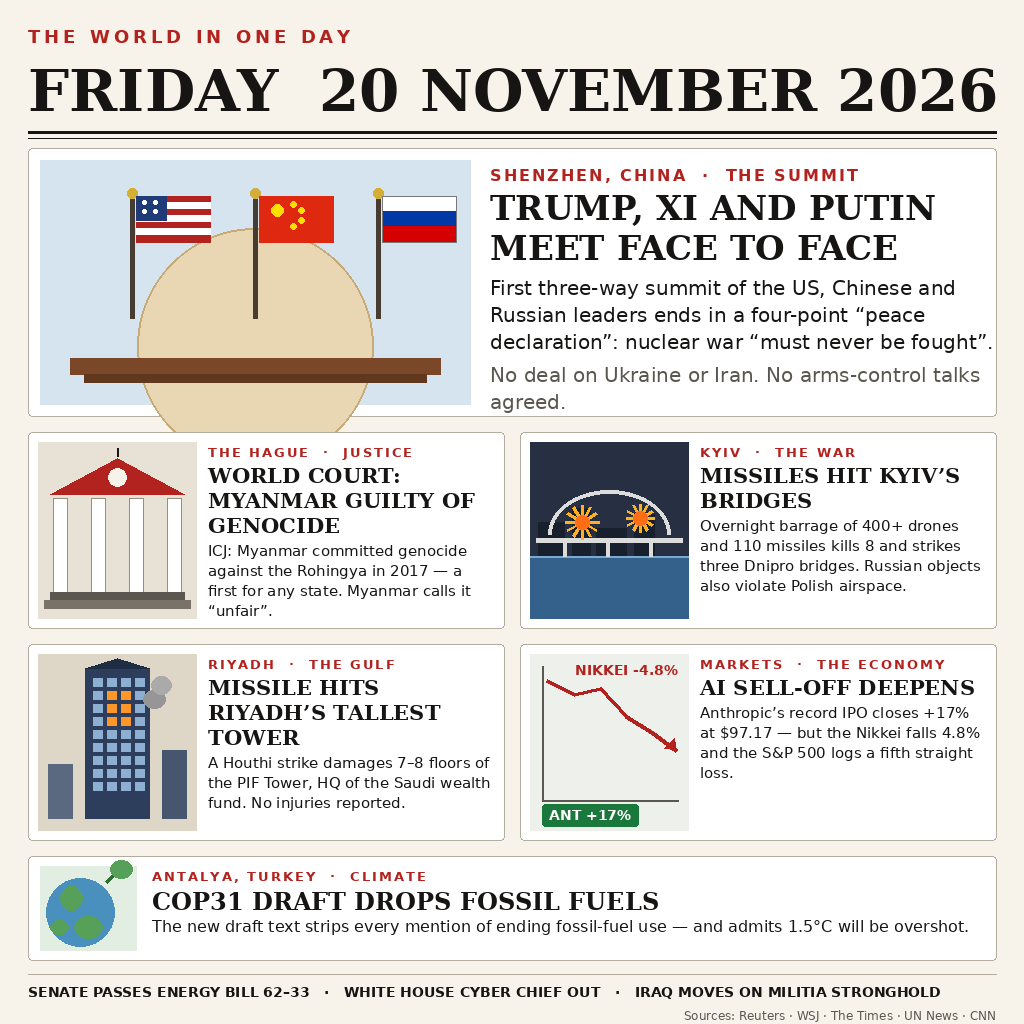 THE WORLD IN ONE DAY
FRIDAY 20 NOVEMBER 2026
SHENZHEN, CHINA · THE SUMMIT
TRUMP, XI AND PUTIN
MEET FACE TO FACE
First three-way summit of the US, Chinese and
Russian leaders ends in a four-point “peace
declaration”: nuclear war “must never be fought”.
No deal on Ukraine or Iran. No arms-control talks
agreed.
THE HAGUE · JUSTICE
WORLD COURT:
MYANMAR GUILTY OF
GENOCIDE
ICJ: Myanmar committed genocide
against the Rohingya in 2017 — a
first for any state. Myanmar calls it
“unfair”.
KYIV · THE WAR
MISSILES HIT KYIV’S
BRIDGES
Overnight barrage of 400+ drones
and 110 missiles kills 8 and strikes
three Dnipro bridges. Russian objects
also violate Polish airspace.
RIYADH · THE GULF
MISSILE HITS
RIYADH’S TALLEST
TOWER
A Houthi strike damages 7–8 floors of
the PIF Tower, HQ of the Saudi wealth
fund. No injuries reported.
NIKKEI -4.8%
ANT +17%
MARKETS · THE ECONOMY
AI SELL-OFF DEEPENS
Anthropic’s record IPO closes +17%
at $97.17 — but the Nikkei falls 4.8%
and the S&P 500 logs a fifth straight
loss.
ANTALYA, TURKEY · CLIMATE
COP31 DRAFT DROPS FOSSIL FUELS
The new draft text strips every mention of ending fossil-fuel use — and admits 1.5°C will be overshot.
SENATE PASSES ENERGY BILL 62–33 · WHITE HOUSE CYBER CHIEF OUT · IRAQ MOVES ON MILITIA STRONGHOLD
Sources: Reuters · WSJ · The Times · UN News · CNN